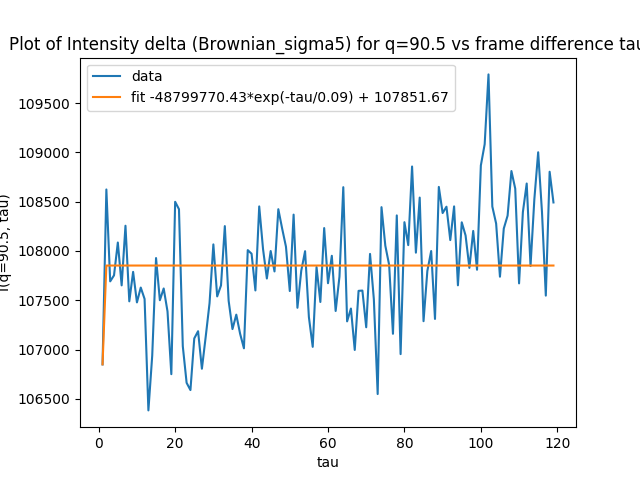 Plot of Intensity delta (Brownian_sigma5) for q=90.5 vs frame difference tau
data
fit -48799770.43*exp(-tau/0.09) + 107851.67
109500
109000
108500
108000
107500
107000
106500
I(q=90.5, tau)
0
20
40
60
80
100
120
tau